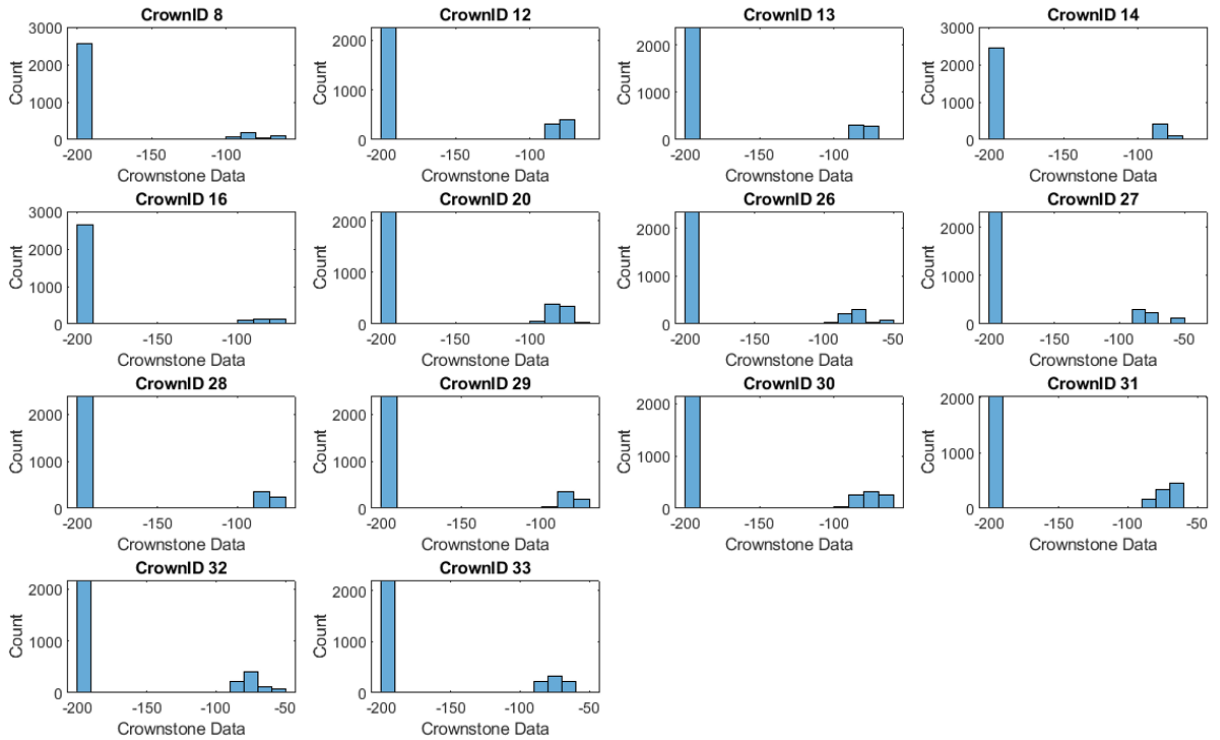 CrownID 8
3000
2000
1000
0
Count
-200 -150 -100
Crownstone Data
CrownID 12
2000
1000
0
Count
-200 -150 -100
Crownstone Data
CrownID 13
2000
1000
0
Count
-200 -150 -100
Crownstone Data
CrownID 14
3000
2000
1000
0
Count
-200 -150 -100
Crownstone Data
CrownID 16
3000
2000
1000
0
Count
-200 -150 -100
Crownstone Data
CrownID 20
2000
1000
0
Count
-200 -150 -100
Crownstone Data
CrownID 26
2000
1000
0
Count
-200 -150 -100 -50
Crownstone Data
CrownID 27
2000
1000
0
Count
-200 -150 -100 -50
Crownstone Data
CrownID 28
2000
1000
0
Count
-200 -150 -100
Crownstone Data
CrownID 29
2000
1000
0
Count
-200 -150 -100
Crownstone Data
CrownID 30
2000
1000
0
Count
-200 -150 -100
Crownstone Data
CrownID 31
2000
1000
0
Count
-200 -150 -100 -50
Crownstone Data
CrownID 32
2000
1000
0
Count
-200 -150 -100 -50
Crownstone Data
CrownID 33
2000
1000
0
Count
-200 -150 -100 -50
Crownstone Data